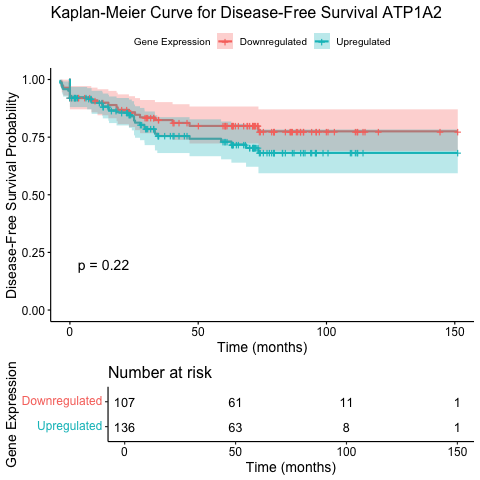 Kaplan-Meier Curve for Disease-Free Survival ATP1A2
Gene Expression Downregulated Upregulated
Disease-Free Survival Probability
1.00
0.75
0.50
0.25
0.00
p = 0.22
0 50 100 150
Time (months)
Number at risk
Gene Expression
Downregulated 107 61 11 1
Upregulated 136 63 8 1
0 50 100 150
Time (months)